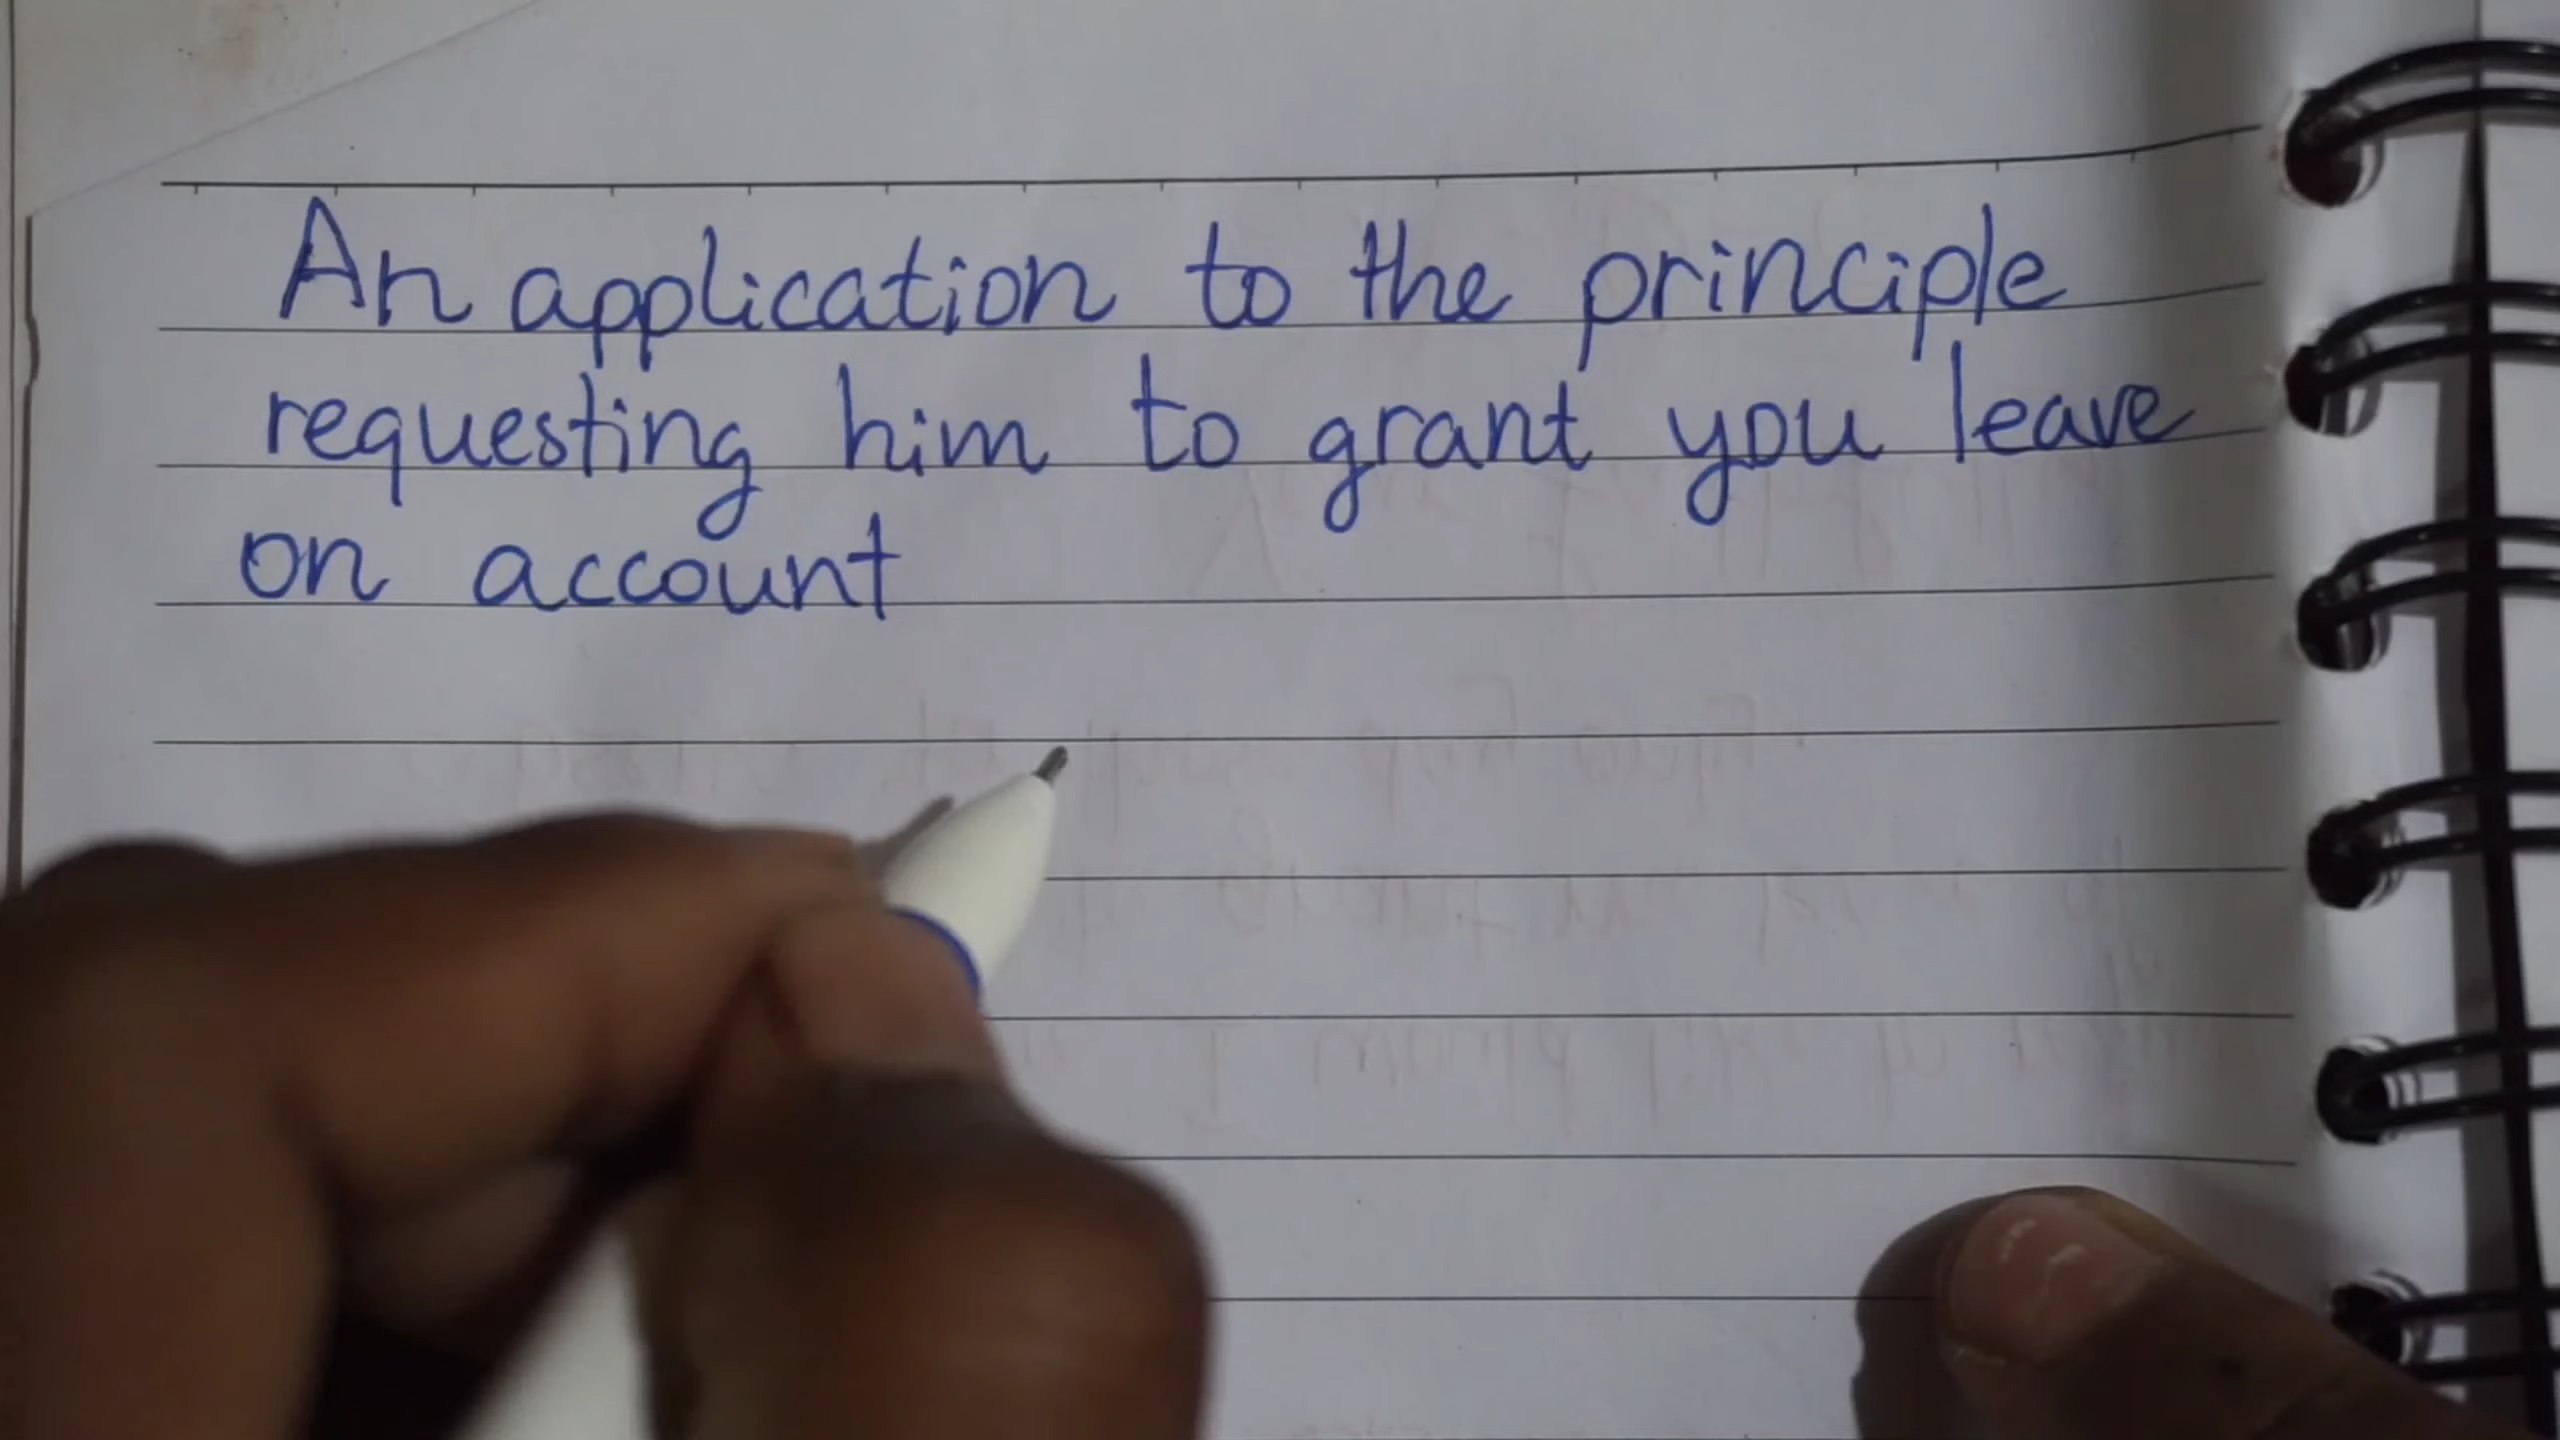 An application to the principle
requesting him to grant you leave
on account